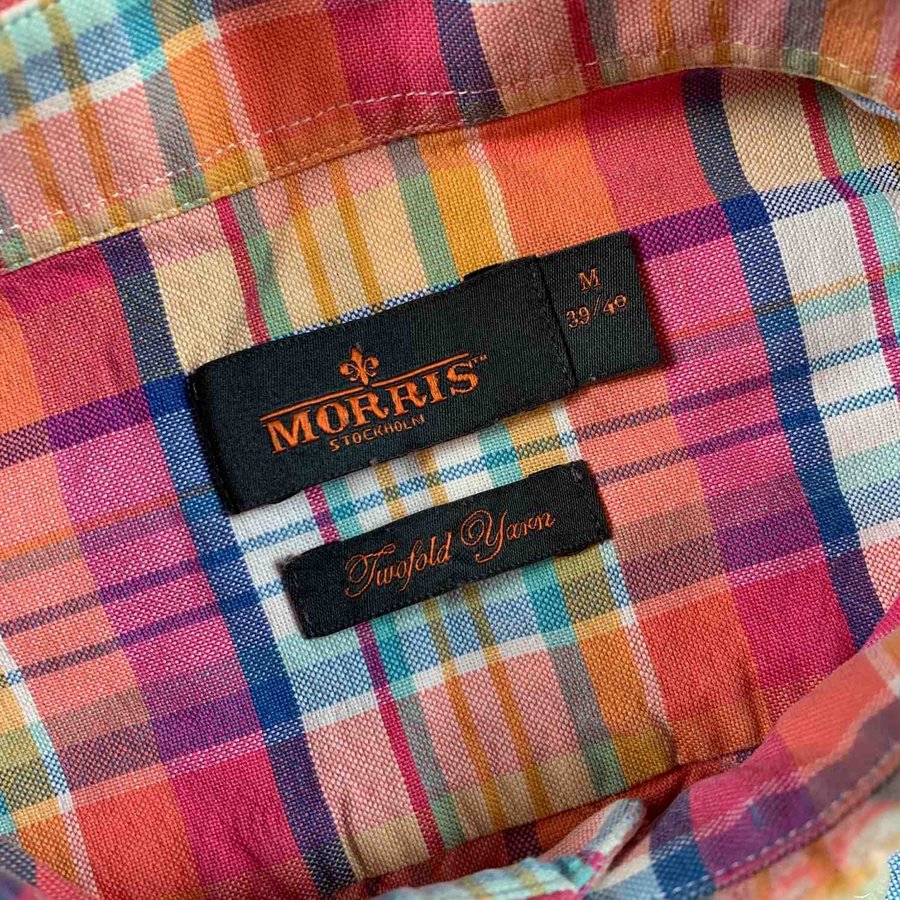 M
39/40
MORRIS™
STOCKHOLM
Twofold Yarn